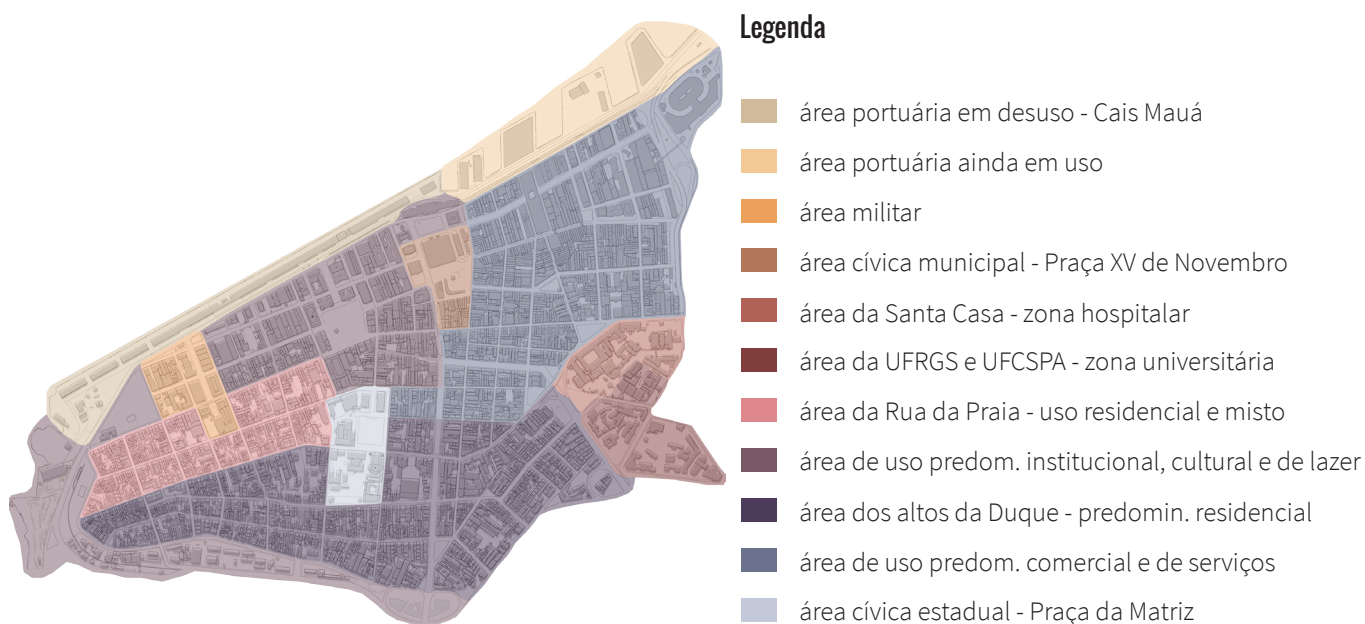 Legenda
área portuária em desuso - Cais Mauá
área portuária ainda em uso
área militar
área cívica municipal - Praça XV de Novembro
área da Santa Casa - zona hospitalar
área da UFRGS e UFCSPA - zona universitária
área da Rua da Praia - uso residencial e misto
área de uso predom. institucional, cultural e de lazer
área dos altos da Duque - predomin. residencial
área de uso predom. comercial e de serviços
área cívica estadual - Praça da Matriz